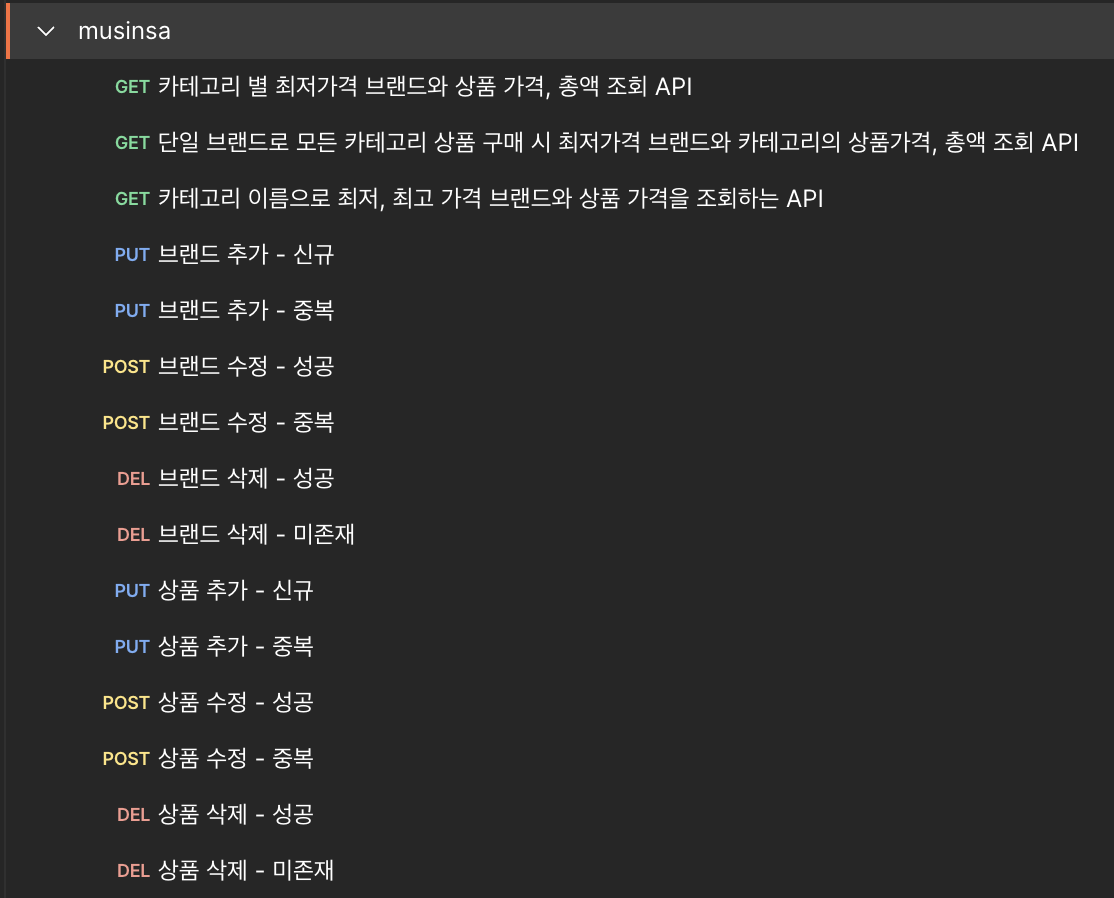 musinsa
GET 카테고리 별 최저가격 브랜드와 상품 가격, 총액 조회 API
GET 단일 브랜드로 모든 카테고리 상품 구매 시 최저가격 브랜드와 카테고리의 상품가격, 총액 조회 API
GET 카테고리 이름으로 최저, 최고 가격 브랜드와 상품 가격을 조회하는 API
PUT 브랜드 추가 - 신규
PUT 브랜드 추가 - 중복
POST 브랜드 수정 - 성공
POST 브랜드 수정 - 중복
DEL 브랜드 삭제 - 성공
DEL 브랜드 삭제 - 미존재
PUT 상품 추가 - 신규
PUT 상품 추가 - 중복
POST 상품 수정 - 성공
POST 상품 수정 - 중복
DEL 상품 삭제 - 성공
DEL 상품 삭제 - 미존재